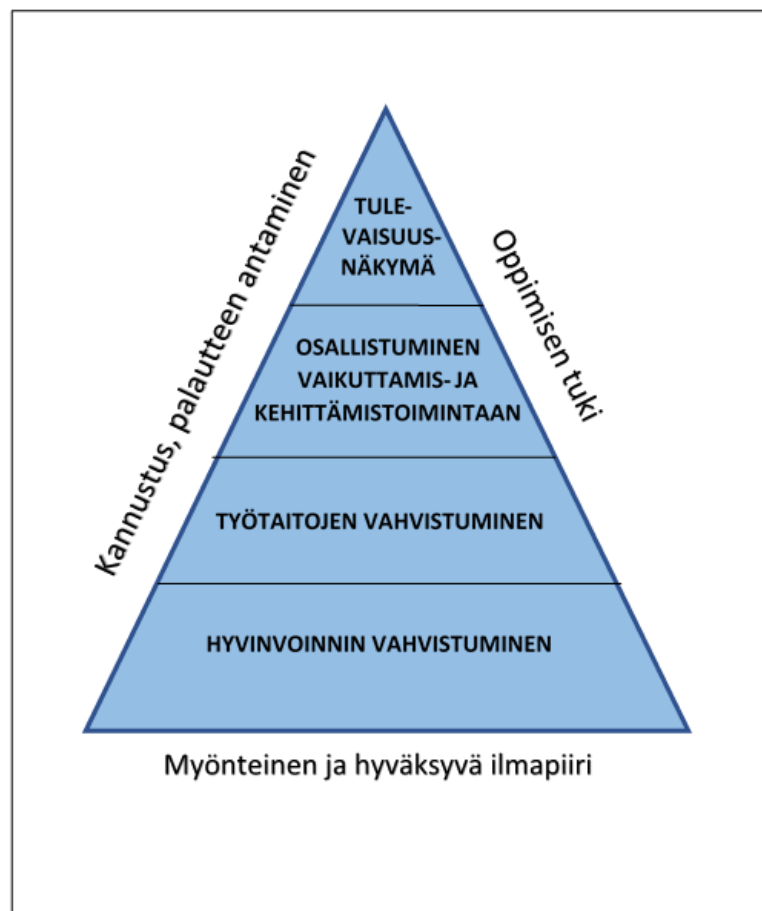 Kannustus, palautteen antaminen
Oppimisen tuki
TULE-
VAISUUS-
NÄKYMÄ
OSALLISTUMINEN
VAIKUTTAMIS- JA
KEHITTÄMISTOIMINTAAN
TYÖTAITOJEN VAHVISTUMINEN
HYVINVOINNIN VAHVISTUMINEN
Myönteinen ja hyväksyvä ilmapiiri